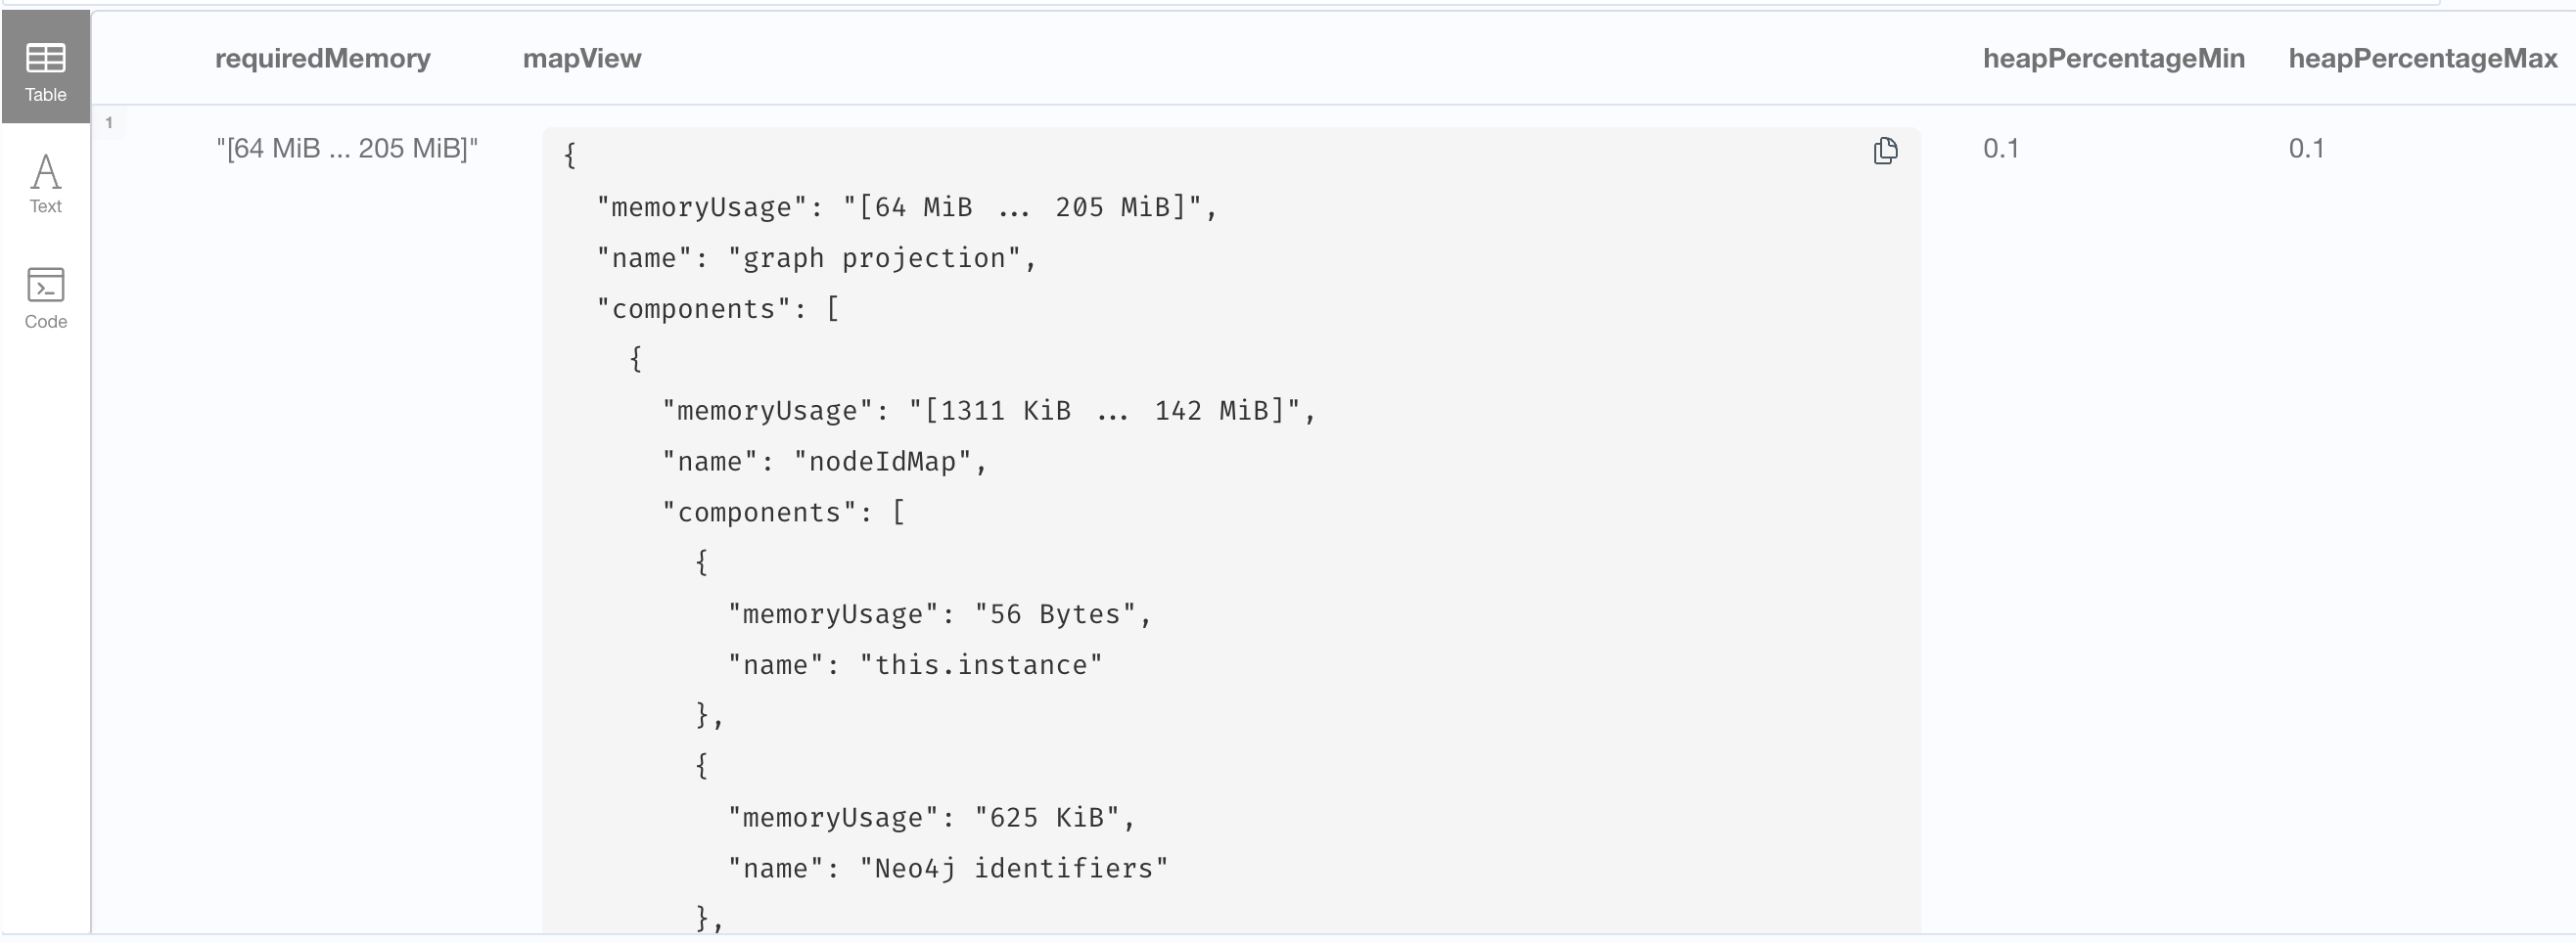 requiredMemory mapView heapPercentageMin heapPercentageMax
Table
1
"[64 MiB ... 205 MiB]" { 0.1 0.1
Text
"memoryUsage": "[64 MiB ... 205 MiB]",
"name": "graph projection",
Code
"components": [
{
"memoryUsage": "[1311 KiB ... 142 MiB]",
"name": "nodeIdMap",
"components": [
{
"memoryUsage": "56 Bytes",
"name": "this.instance"
},
{
"memoryUsage": "625 KiB",
"name": "Neo4j identifiers"
},